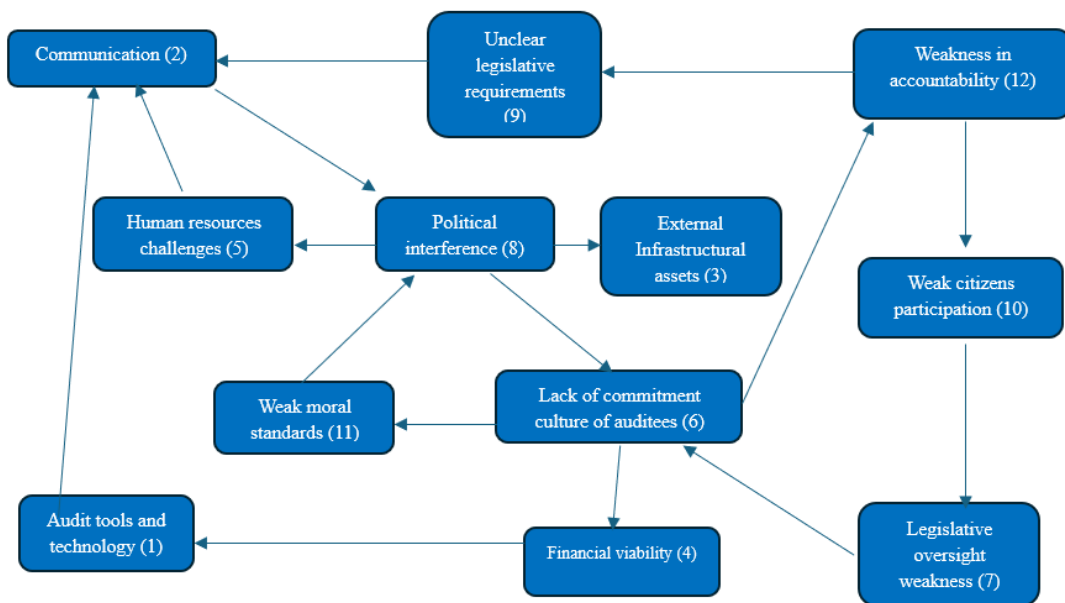 Communication (2)
Unclear
legislative
requirements
(9)
Weakness in
accountability (12)
Human resources
challenges (5)
Political
interference (8)
External
Infrastructural
assets (3)
Weak citizens
participation (10)
Weak moral
standards (11)
Lack of commitment
culture of auditees (6)
Audit tools and
technology (1)
Financial viability (4)
Legislative
oversight
weakness (7)